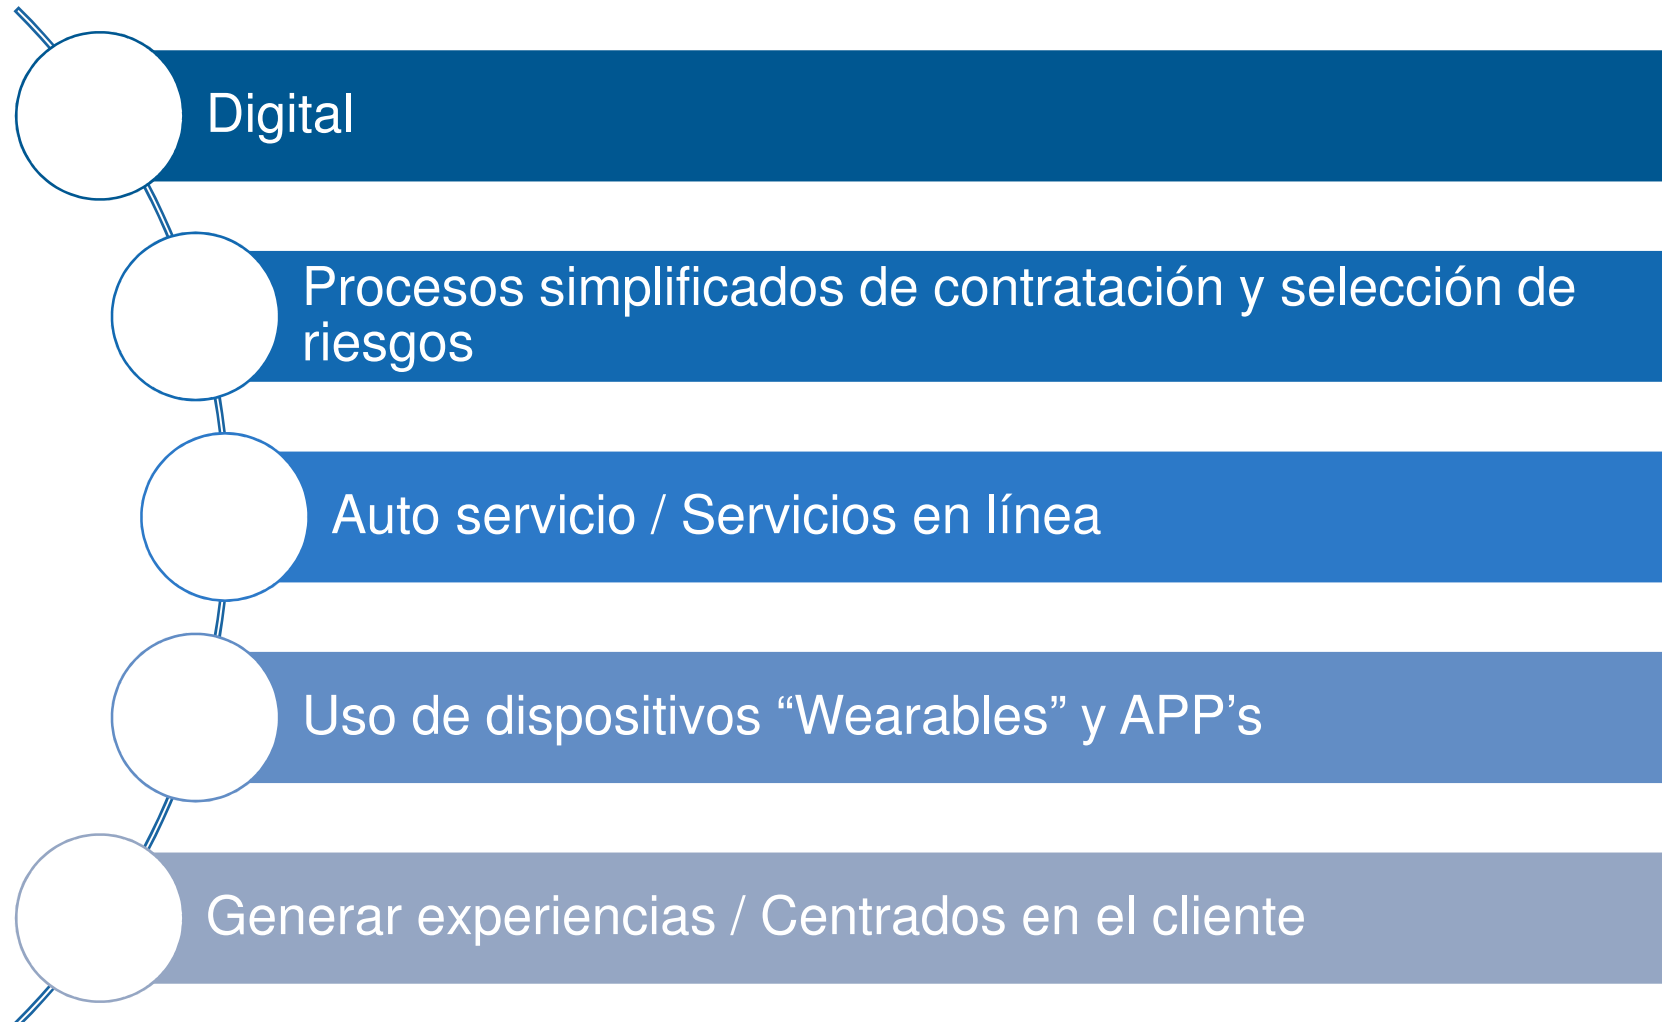 Digital
Procesos simplificados de contratación y selección de
riesgos
Auto servicio / Servicios en línea
Uso de dispositivos “Wearables” y APP’s
Generar experiencias / Centrados en el cliente